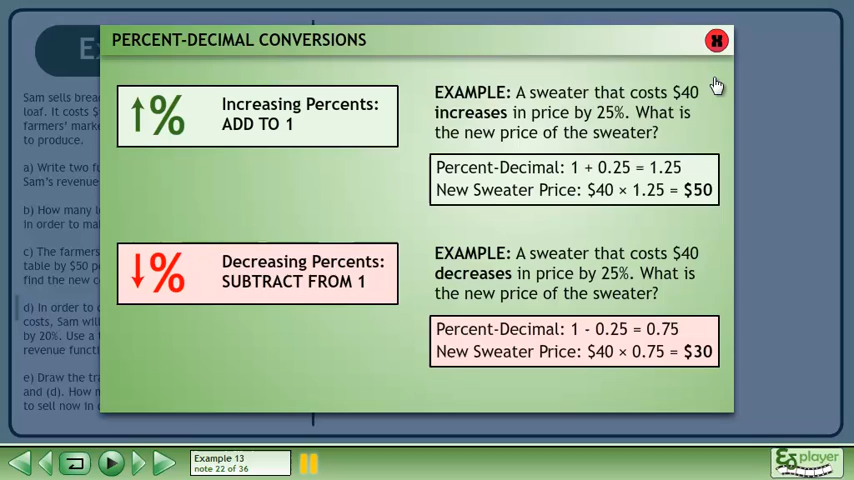 PERCENT-DECIMAL CONVERSIONS
X
↑% Increasing Percents:
ADD TO 1
EXAMPLE: A sweater that costs $40
increases in price by 25%. What is
the new price of the sweater?
Percent-Decimal: 1 + 0.25 = 1.25
New Sweater Price: $40 × 1.25 = $50
↓% Decreasing Percents:
SUBTRACT FROM 1
EXAMPLE: A sweater that costs $40
decreases in price by 25%. What is
the new price of the sweater?
Percent-Decimal: 1 - 0.25 = 0.75
New Sweater Price: $40 × 0.75 = $30
E
Sam sells brea
loaf. It costs $
farmers' marke
to produce.
a) Write two fu
Sam's revenue
b) How many l
in order to ma
c) The farmers
table by $50 p
find the new c
d) In order to c
costs, Sam will
by 20%. Use a
revenue functi
e) Draw the tra
and (d). How m
to sell now in
Example 13
note 22 of 36
player